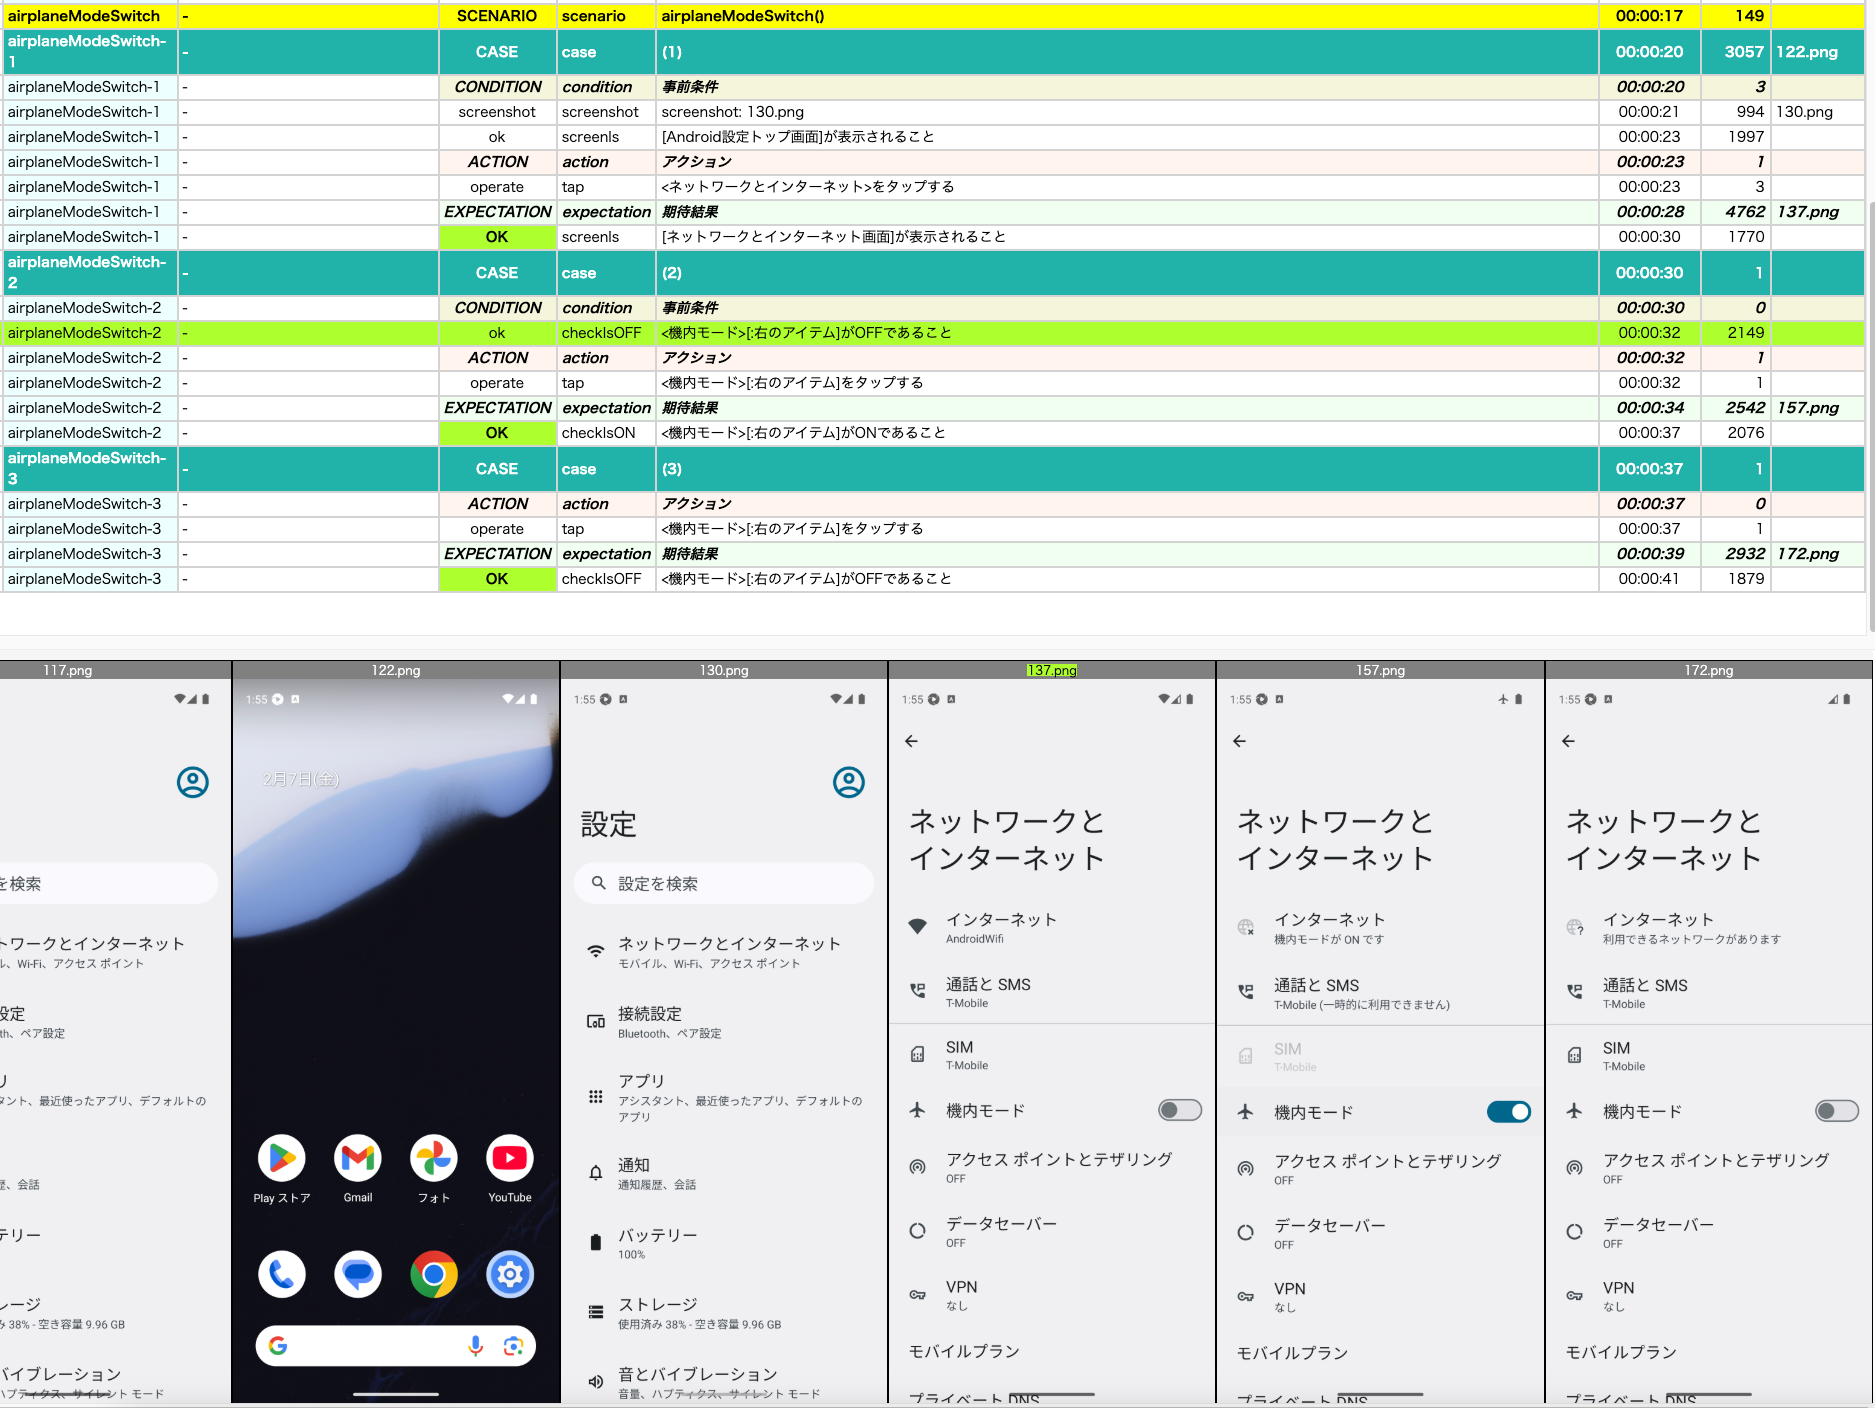 airplaneModeSwitch - SCENARIO scenario airplaneModeSwitch() 00:00:17 149
airplaneModeSwitch-1 - CASE case (1) 00:00:20 3057 122.png
airplaneModeSwitch-1 - CONDITION condition 事前条件 00:00:20 3
airplaneModeSwitch-1 - screenshot screenshot screenshot: 130.png 00:00:21 994 130.png
airplaneModeSwitch-1 - ok screenIs [Android設定トップ画面]が表示されること 00:00:23 1997
airplaneModeSwitch-1 - ACTION action アクション 00:00:23 1
airplaneModeSwitch-1 - operate tap <ネットワークとインターネット>をタップする 00:00:23 3
airplaneModeSwitch-1 - EXPECTATION expectation 期待結果 00:00:28 4762 137.png
airplaneModeSwitch-1 - OK screenIs [ネットワークとインターネット画面]が表示されること 00:00:30 1770
airplaneModeSwitch-2 - CASE case (2) 00:00:30 1
airplaneModeSwitch-2 - CONDITION condition 事前条件 00:00:30 0
airplaneModeSwitch-2 - ok checkIsOFF <機内モード>[:右のアイテム]がOFFであること 00:00:32 2149
airplaneModeSwitch-2 - ACTION action アクション 00:00:32 1
airplaneModeSwitch-2 - operate tap <機内モード>[:右のアイテム]をタップする 00:00:32 1
airplaneModeSwitch-2 - EXPECTATION expectation 期待結果 00:00:34 2542 157.png
airplaneModeSwitch-2 - OK checkIsON <機内モード>[:右のアイテム]がONであること 00:00:37 2076
airplaneModeSwitch-3 - CASE case (3) 00:00:37 1
airplaneModeSwitch-3 - ACTION action アクション 00:00:37 0
airplaneModeSwitch-3 - operate tap <機内モード>[:右のアイテム]をタップする 00:00:37 1
airplaneModeSwitch-3 - EXPECTATION expectation 期待結果 00:00:39 2932 172.png
airplaneModeSwitch-3 - OK checkIsOFF <機内モード>[:右のアイテム]がOFFであること 00:00:41 1879
117.png
を検索
トワークとインターネット
ル、Wi-Fi、アクセス ポイント
設定
th、ペア設定
リ
タント、最近使ったアプリ、デフォルトの
歴、会話
テリー
レージ
み 38% - 空き容量 9.96 GB
バイブレーション
ハプティクス、サイレント モード
122.png
1:55
2月7日(金)
Play ストア
Gmail
フォト
YouTube
130.png
1:55
設定
設定を検索
ネットワークとインターネット
モバイル、Wi-Fi、アクセス ポイント
接続設定
Bluetooth、ペア設定
アプリ
アシスタント、最近使ったアプリ、デフォルトの
アプリ
通知
通知履歴、会話
バッテリー
100%
ストレージ
使用済み 38% - 空き容量 9.96 GB
音とバイブレーション
音量、ハプティクス、サイレント モード
137.png
1:55
ネットワークと
インターネット
インターネット
AndroidWifi
通話と SMS
T-Mobile
SIM
T-Mobile
機内モード
アクセス ポイントとテザリング
OFF
データセーバー
OFF
VPN
なし
モバイルプラン
プライベート DNS
157.png
1:55
ネットワークと
インターネット
インターネット
機内モードが ON です
通話と SMS
T-Mobile (一時的に利用できません)
SIM
T-Mobile
機内モード
アクセス ポイントとテザリング
OFF
データセーバー
OFF
VPN
なし
モバイルプラン
プライベート DNS
172.png
1:55
ネットワークと
インターネット
インターネット
利用できるネットワークがあります
通話と SMS
T-Mobile
SIM
T-Mobile
機内モード
アクセス ポイントとテザリング
OFF
データセーバー
OFF
VPN
なし
モバイルプラン
プライベート DNS